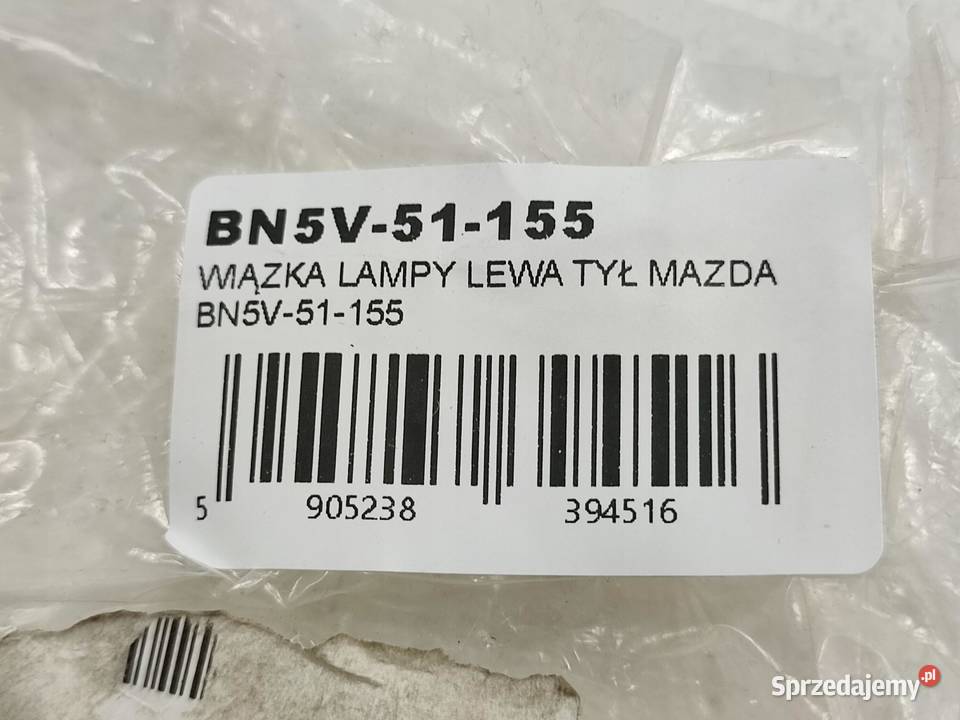 BN5V-51-155
WIĄZKA LAMPY LEWA TYŁ MAZDA
BN5V-51-155
5 905238 394516
Sprzedajemy.pl